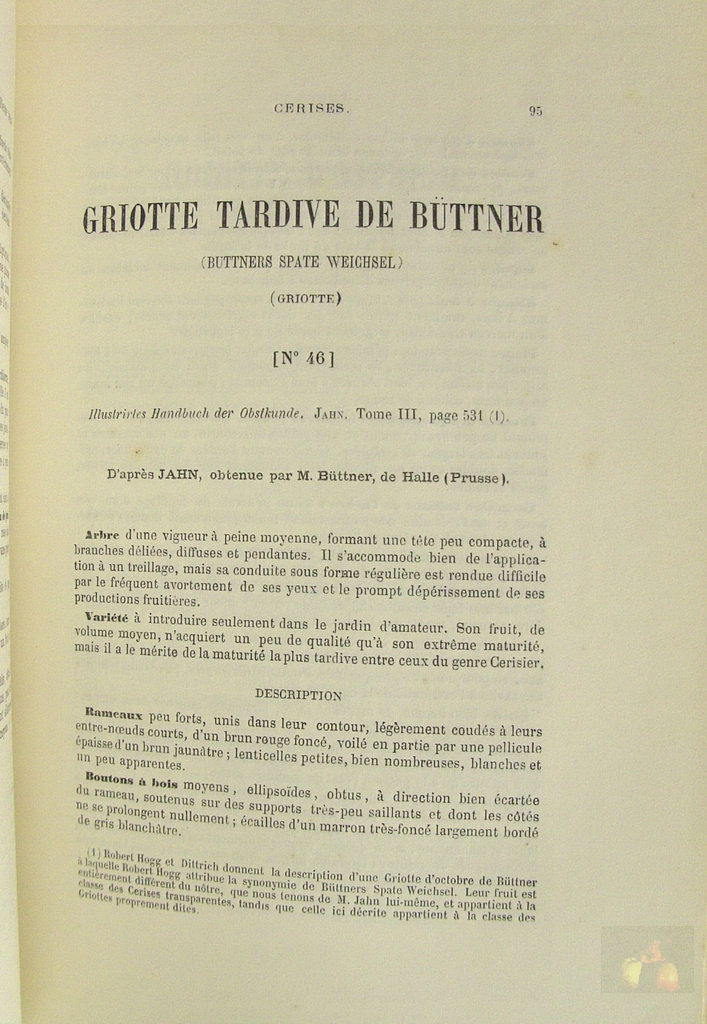 CERISES.
95
GRIOTTE TARDIVE DE BÜTTNER
(BUTTNERS SPATE WEICHSEL)
(GRIOTTE)
[N° 46]
Illustrirtes Handbuch der Obstkunde. JAHN. Tome III, page 531 (1).
D'après JAHN, obtenue par M. Büttner, de Halle (Prusse).
Arbre d'une vigueur à peine moyenne, formant une tête peu compacte, à
branches déliées, diffuses et pendantes. Il s'accommode bien de l'applica-
tion à un treillage, mais sa conduite sous forme régulière est rendue difficile
par le fréquent avortement de ses yeux et le prompt dépérissement de ses
productions fruitières.
Variété à introduire seulement dans le jardin d'amateur. Son fruit, de
volume moyen, n'acquiert un peu de qualité qu'à son extrême maturité,
mais il a le mérite de la maturité la plus tardive entre ceux du genre Cerisier.
DESCRIPTION
Rameaux peu forts, unis dans leur contour, légèrement coudés à leurs
entre-nœuds courts, d'un brun rouge foncé, voilé en partie par une pellicule
épaisse d'un brun jaunâtre ; lenticelles petites, bien nombreuses, blanches et
un peu apparentes.
Boutons à bois moyens, ellipsoïdes, obtus, à direction bien écartée
du rameau, soutenus sur des supports très-peu saillants et dont les côtés
ne se prolongent nullement ; écailles d'un marron très-foncé largement bordé
de gris blanchâtre.
(1) Robert Hogg et Dittrich donnent la description d'une Griotte d'octobre de Büttner
à laquelle Robert Hogg attribue la synonymie de Büttners Spate Weichsel. Leur fruit est
entièrement différent du nôtre, que nous tenons de M. Jahn lui-même, et appartient à la
classe des Cerises transparentes, tandis que celle ici décrite appartient à la classe des
Griottes proprement dites.